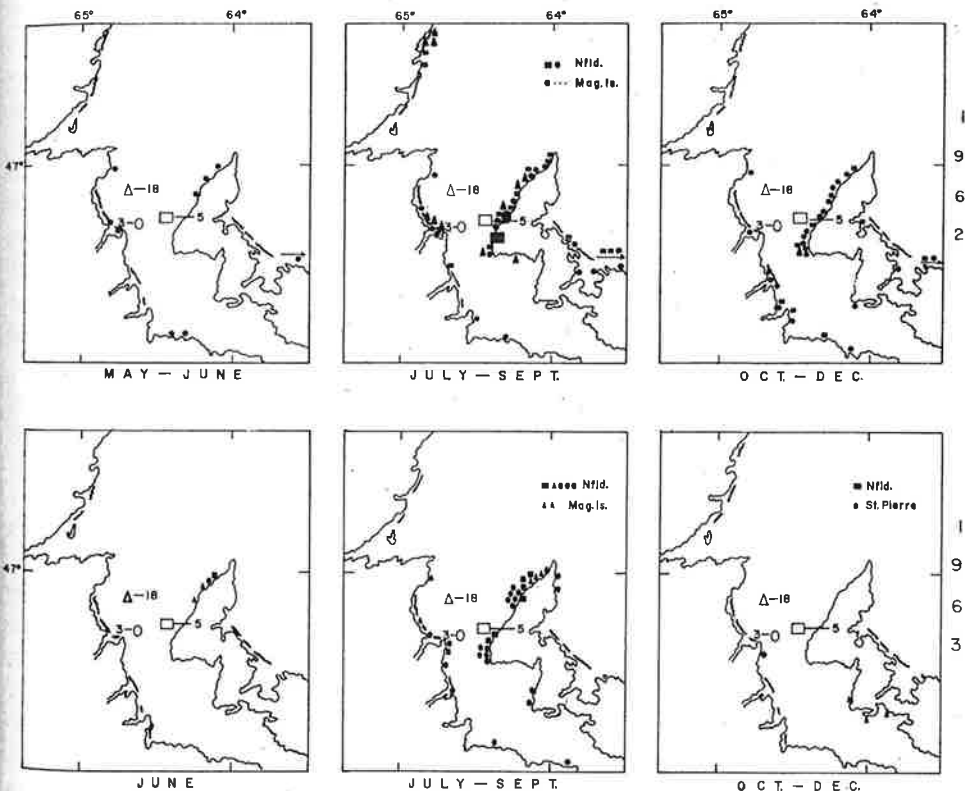 65° 64° 65° 64° 65° 64°
47°
Nfld.
Mag. Is.
△-18
3-O
□-5
△-18
3-O
□-5
△-18
3-O
□-5
MAY-JUNE
JULY-SEPT.
OCT.-DEC.
1
9
6
2
47°
Nfld.
Mag. Is.
Nfld.
St. Pierre
△-18
3-O
□-5
△-18
3-O
□-5
△-18
3-O
□-5
JUNE
JULY-SEPT.
OCT.-DEC.
1
9
6
3